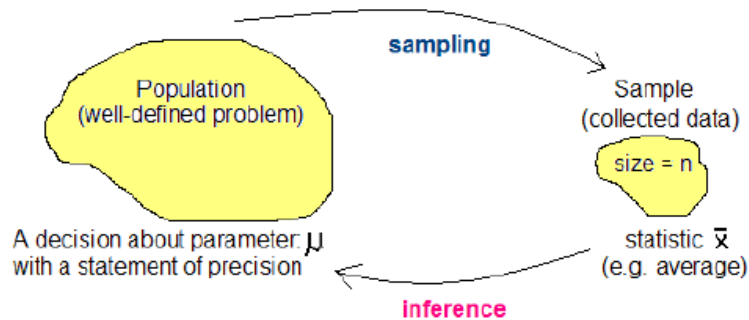 sampling
Population
(well-defined problem)
Sample
(collected data)
size = n
A decision about parameter: μ
with a statement of precision
statistic x̄
(e.g. average)
inference